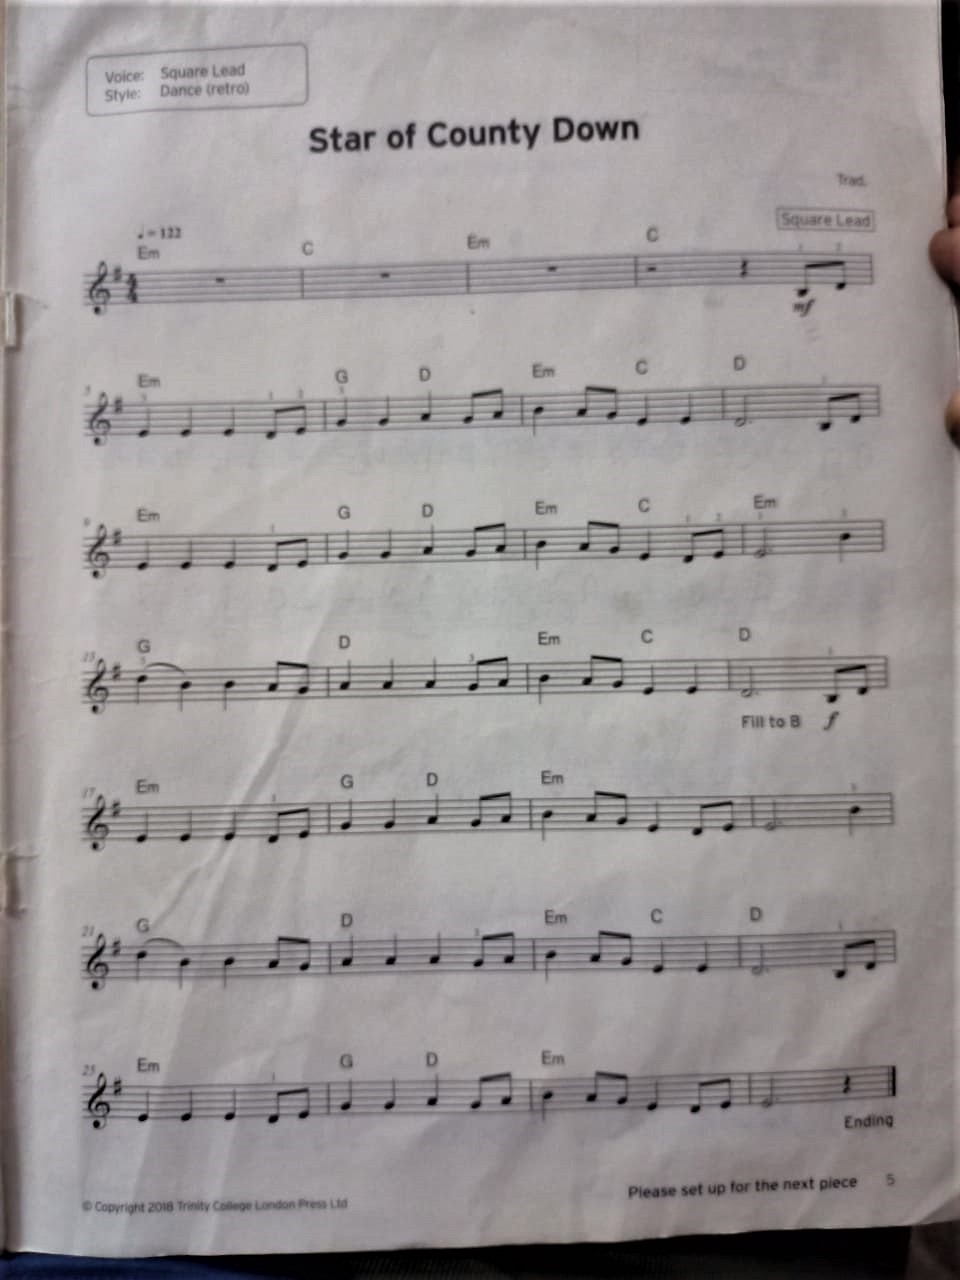 Voice: Square Lead
Style: Dance (retro)
Star of County Down
Trad.
Square Lead
♩ = 122
Em C Em C
1 2
mf
5 Em G D Em C D
9 Em G D Em C Em
G D Em C D
Fill to B f
17 Em G D Em
21 G D Em C D
25 Em G D Em
Ending
© Copyright 2018 Trinity College London Press Ltd
Please set up for the next piece 5